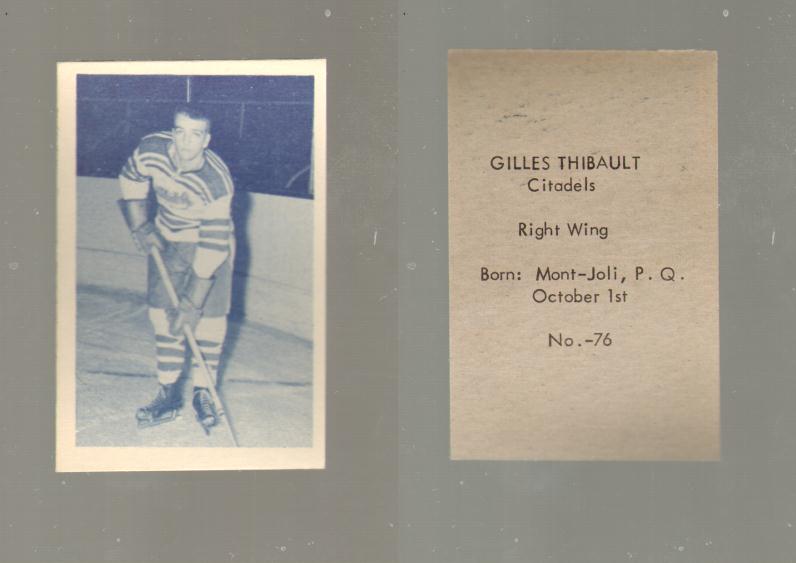 GILLES THIBAULT
Citadels
Right Wing
Born: Mont-Joli, P. Q.
October 1st
No.-76